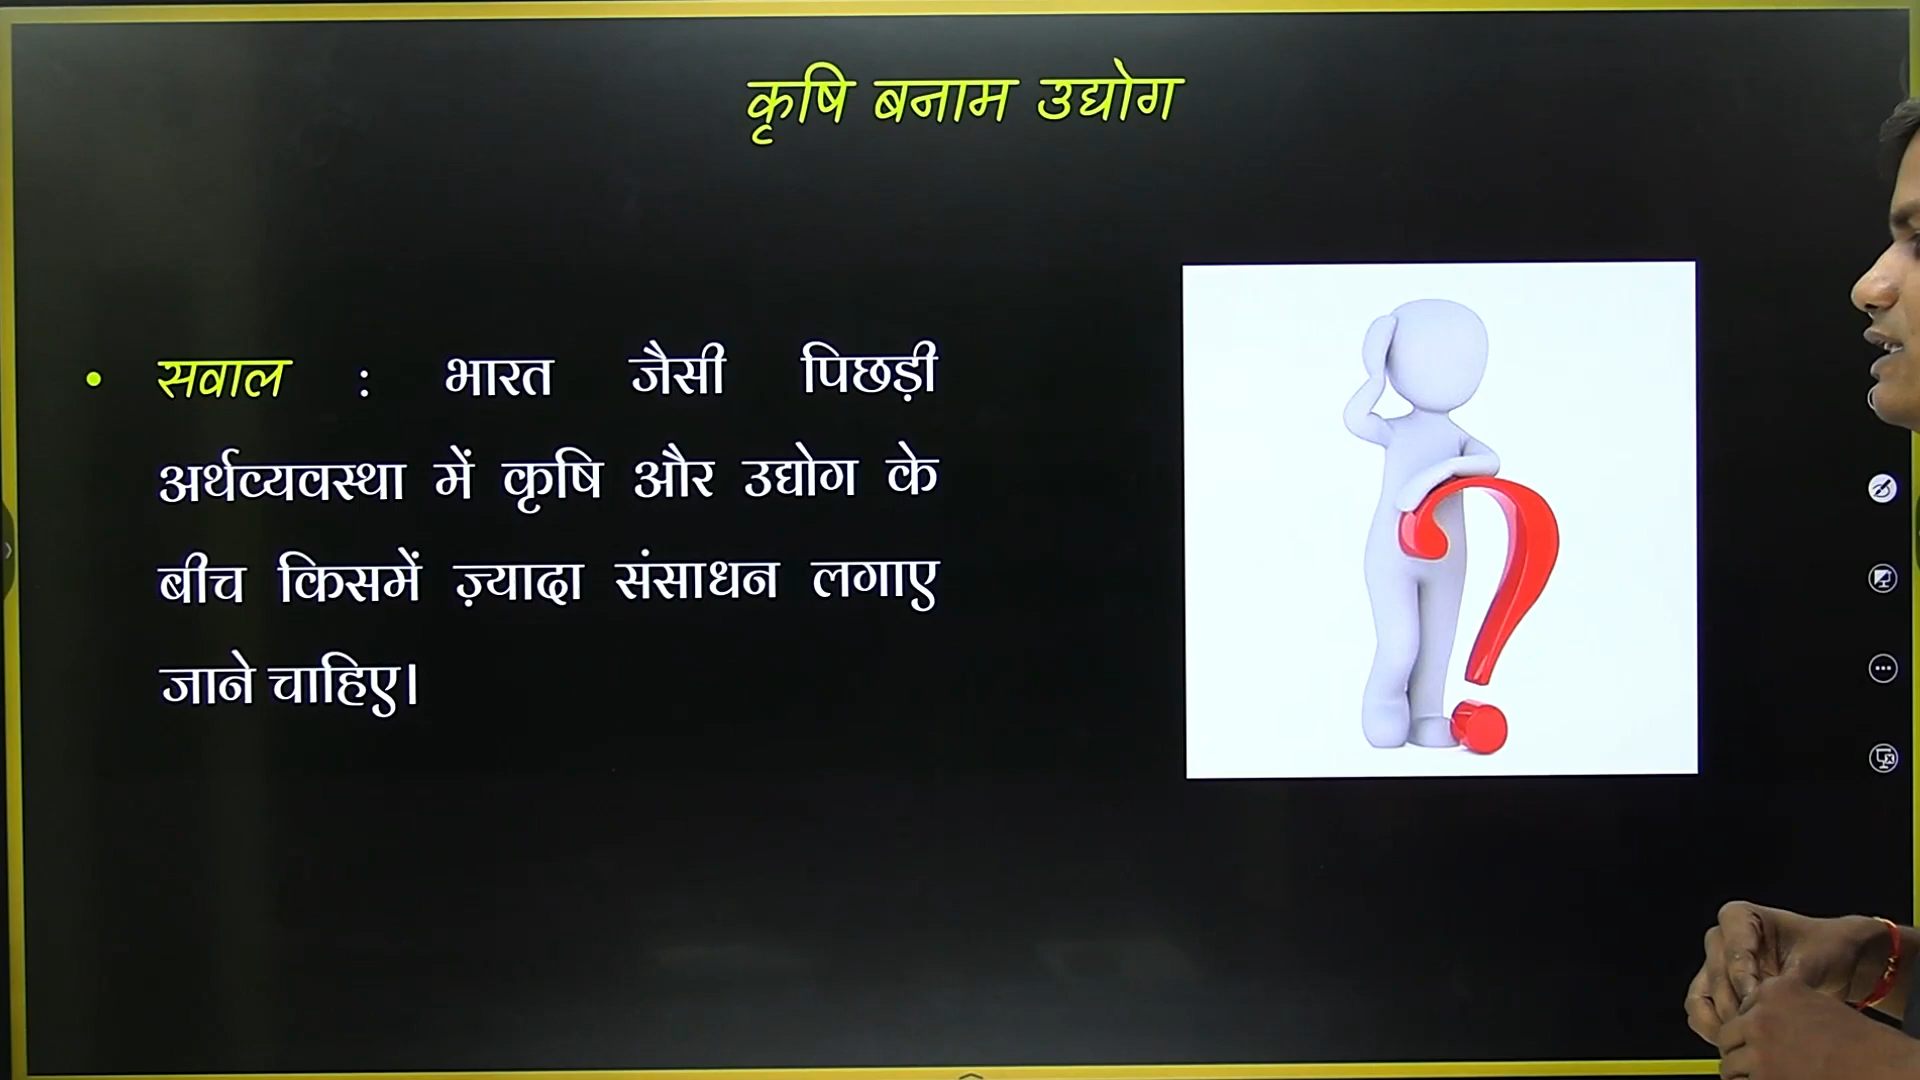 कृषि बनाम उद्योग
• सवाल : भारत जैसी पिछड़ी
अर्थव्यवस्था में कृषि और उद्योग के
बीच किसमें ज़्यादा संसाधन लगाए
जाने चाहिए।